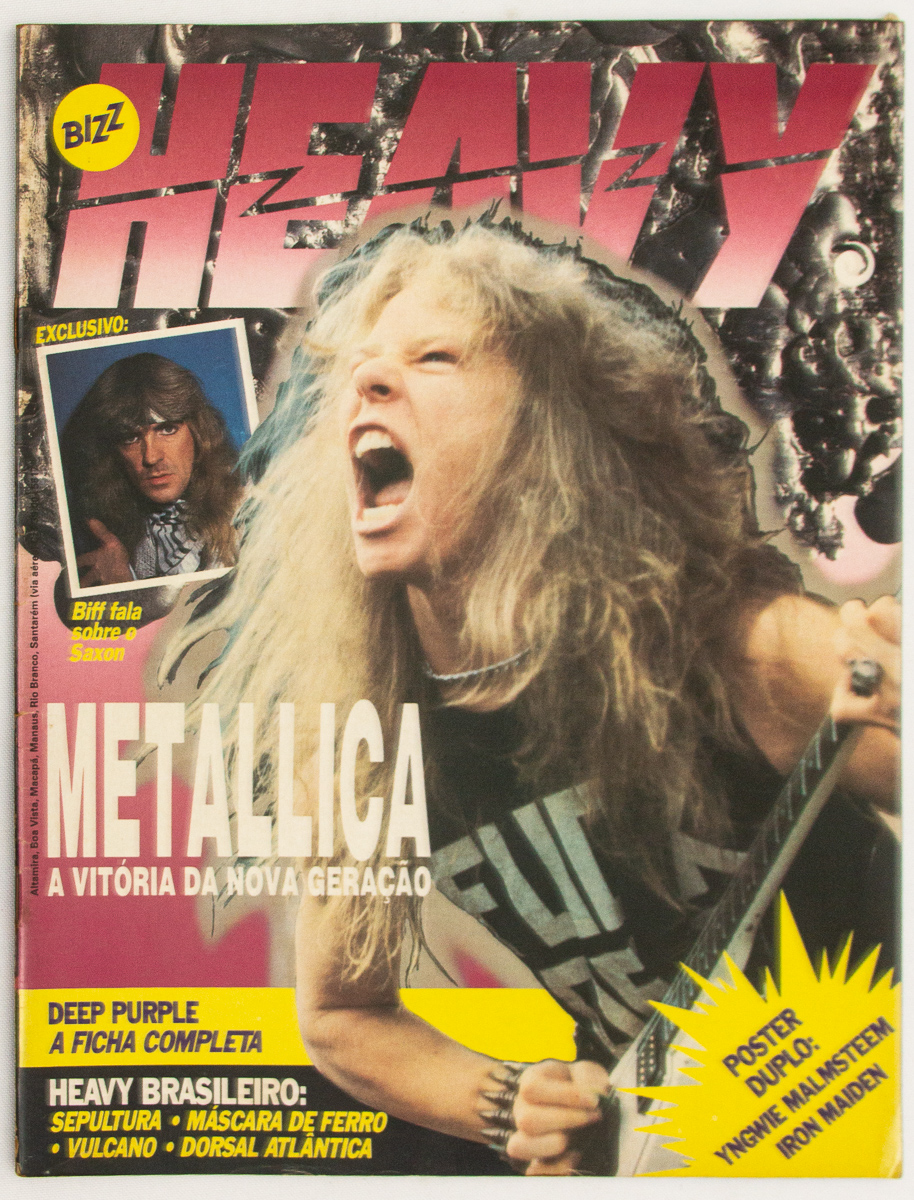 HEAVY
BIZZ
EXCLUSIVO:
Biff fala
sobre o
Saxon
Altamira, Boa Vista, Macapá, Manaus, Rio Branco, Santarém (via aére
METALLICA
A VITÓRIA DA NOVA GERAÇÃO
DEEP PURPLE
A FICHA COMPLETA
HEAVY BRASILEIRO:
SEPULTURA • MÁSCARA DE FERRO
• VULCANO • DORSAL ATLÂNTICA
POSTER
DUPLO:
YNGWIE MALMSTEEM
IRON MAIDEN